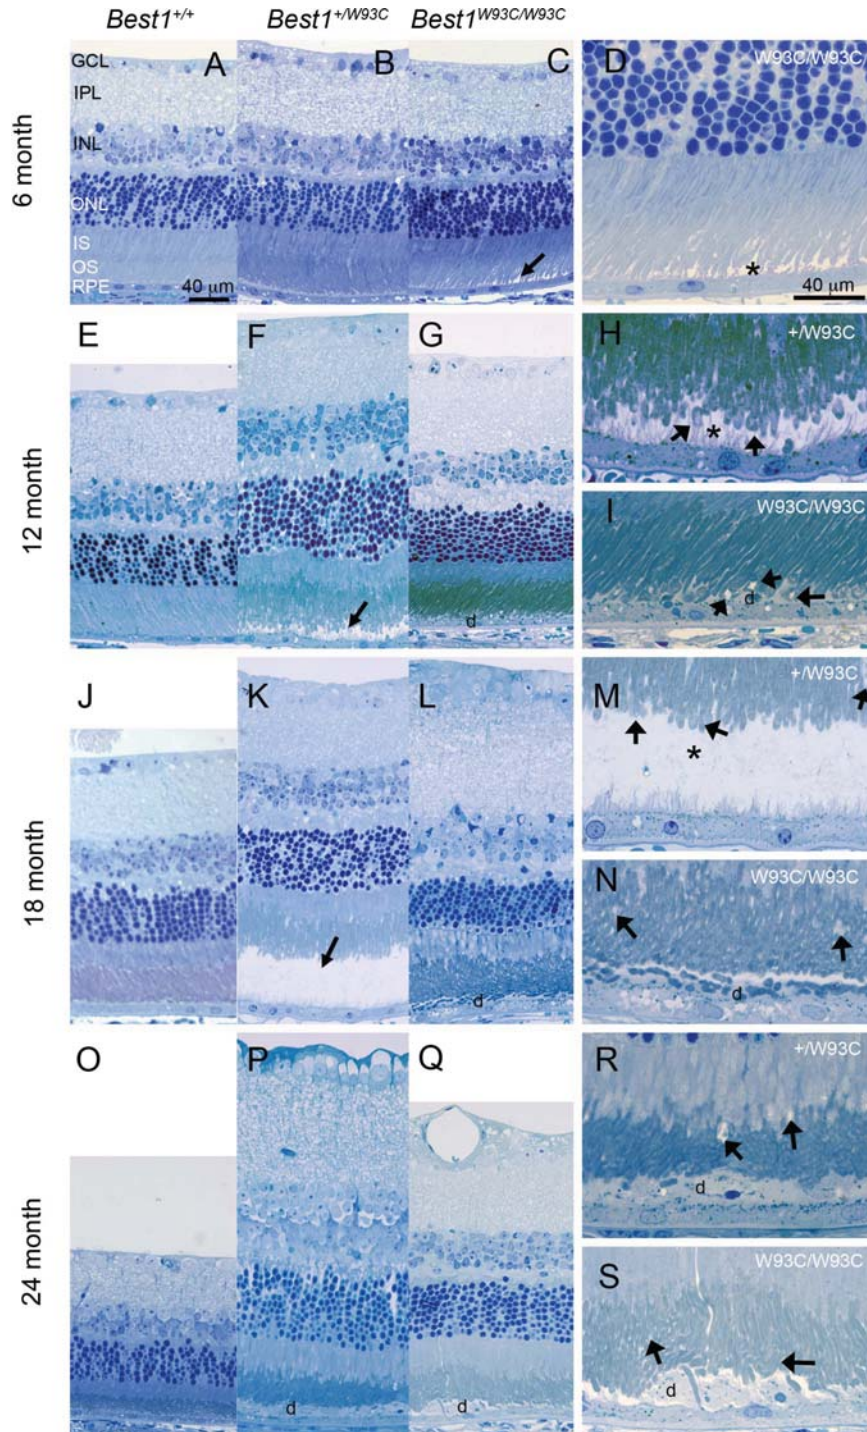 Best1+/+ Best1+/W93C Best1W93C/W93C
6 month
A B C D W93C/W93C
GCL
IPL
INL
ONL
IS
OS
RPE
40 µm * 40 µm
12 month
E F G H +/W93C
*
I W93C/W93C
d d
18 month
J K L M +/W93C
*
N W93C/W93C
d d
24 month
O P Q R +/W93C
d
S W93C/W93C
d d d